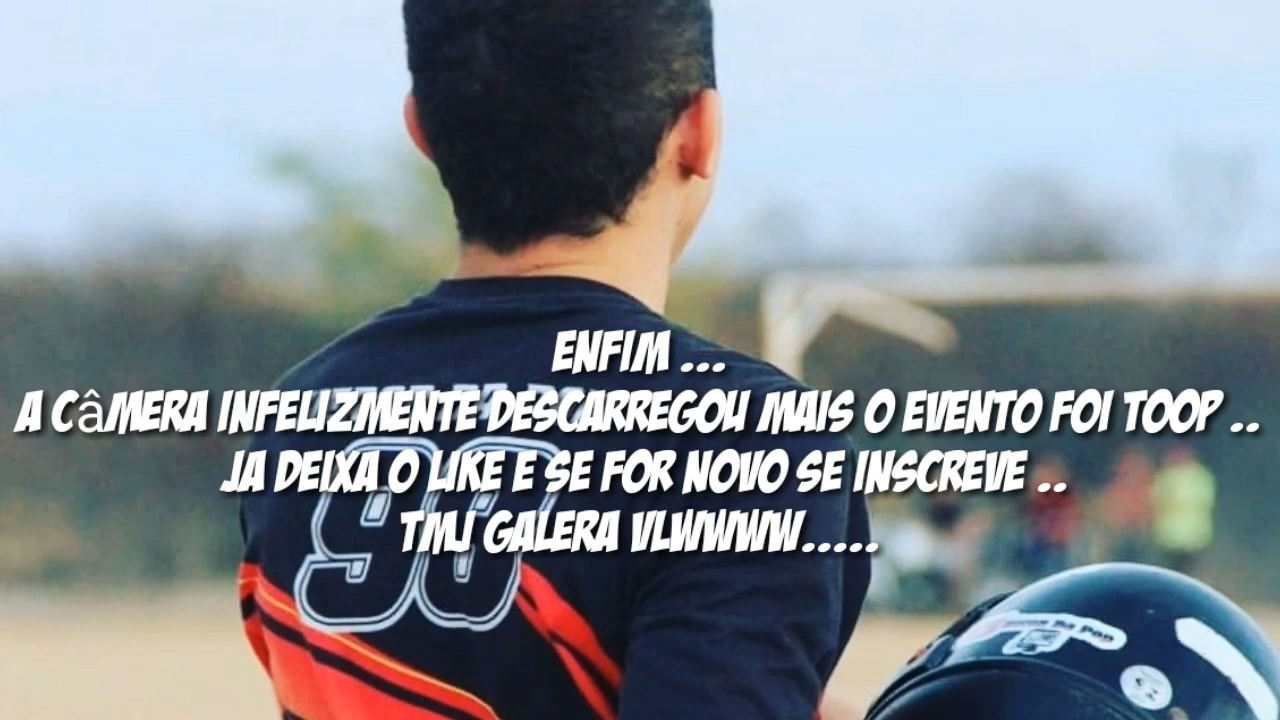 ENFIM ...
A CâMERA INFELIZMENTE DESCARREGOU MAIS O EVENTO FOI TOOP ..
JA DEIXA O LIKE E SE FOR NOVO SE INSCREVE ..
TMJ GALERA VLWWWW.....
90